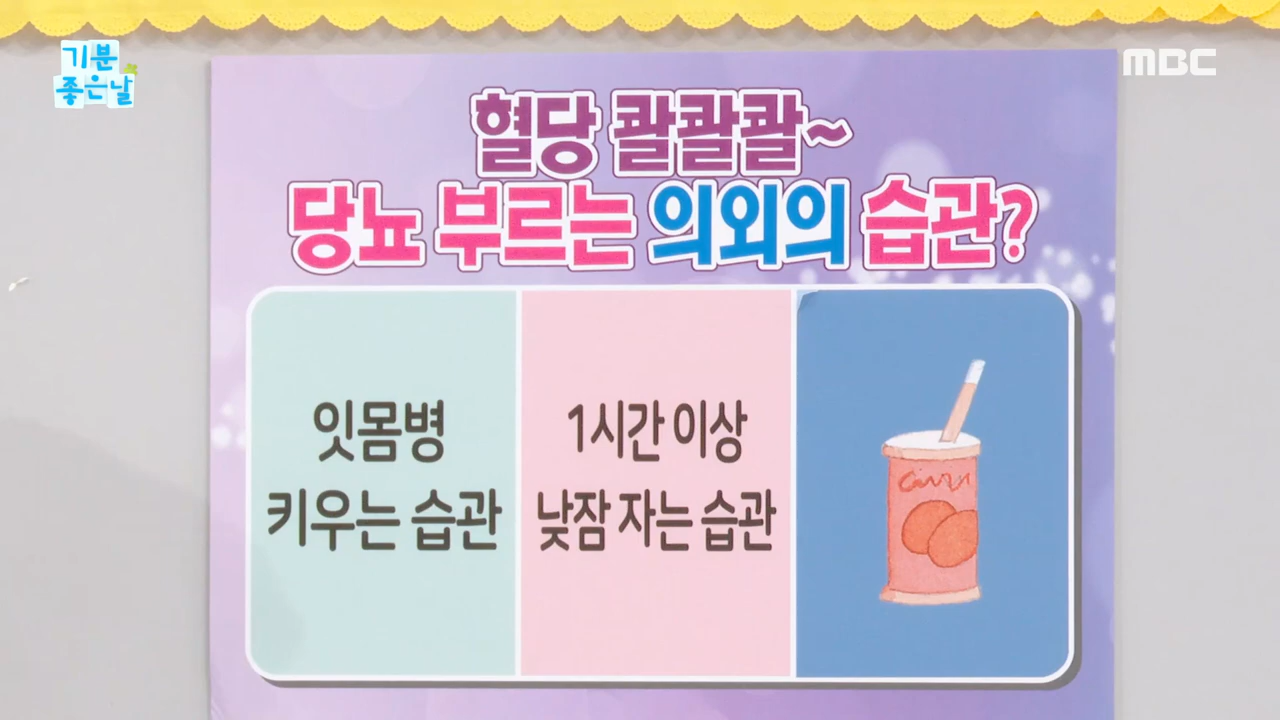 기분
좋은날
MBC
혈당 콸콸콸~
당뇨 부르는 의외의 습관?
잇몸병
키우는 습관
1시간 이상
낮잠 자는 습관